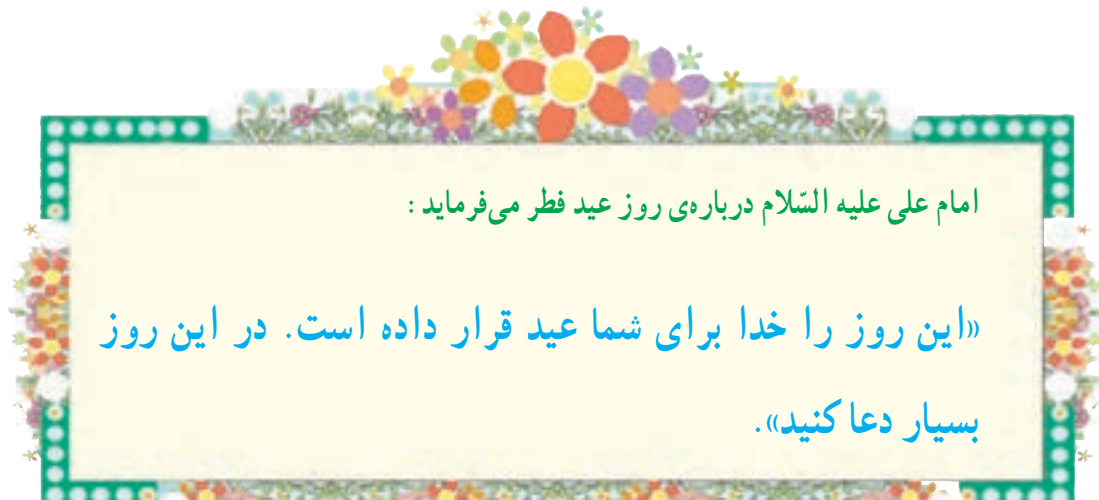 امام علی علیه السّلام درباره‌ی روز عید فطر می‌فرماید :
«این روز را خدا برای شما عید قرار داده است. در این روز
بسیار دعا کنید».